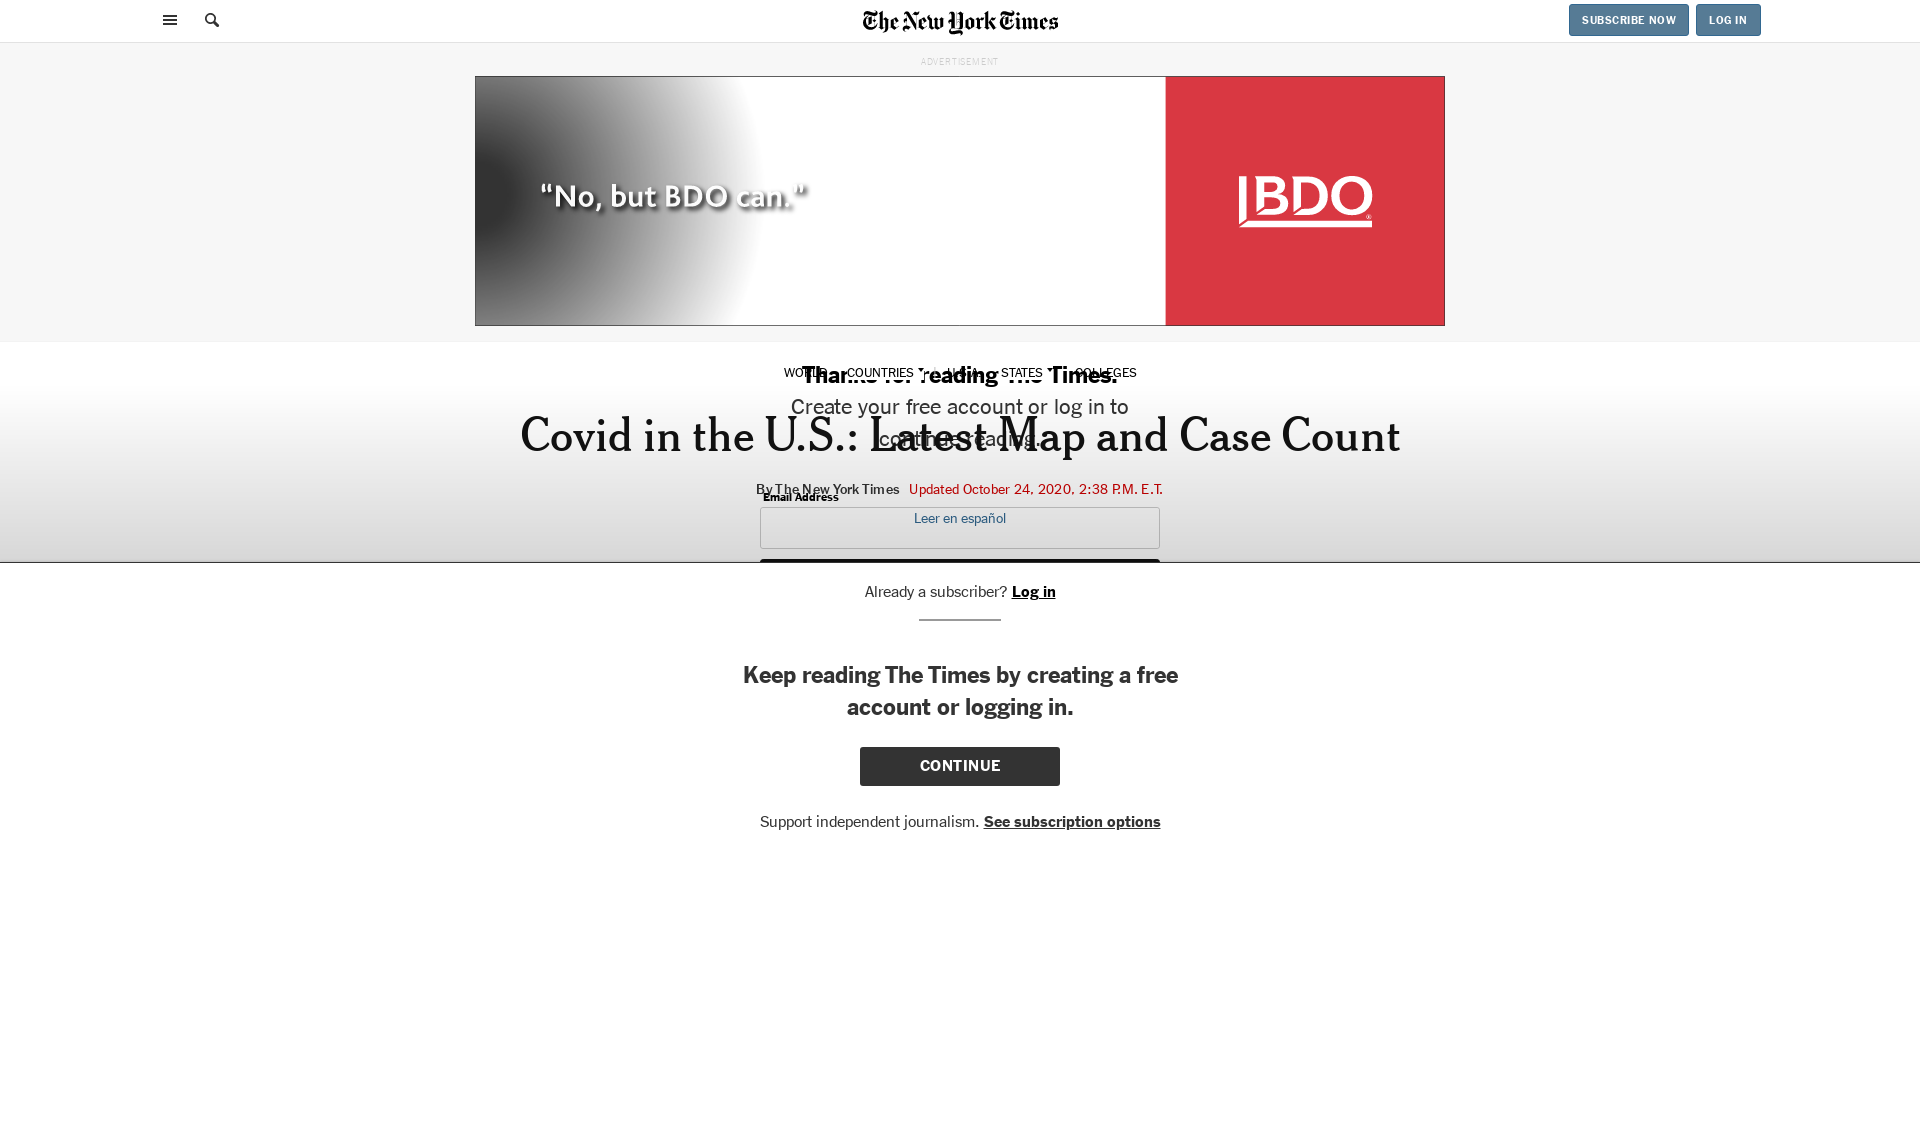 The New York Times
SUBSCRIBE NOW
LOG IN
ADVERTISEMENT
“No, but BDO can.”
BDO
WORLD COUNTRIES U.S.A. STATES COLLEGES
Thanks for reading The Times.
Create your free account or log in to
continue reading.
Covid in the U.S.: Latest Map and Case Count
By The New York Times Updated October 24, 2020, 2:38 P.M. E.T.
Email Address
Leer en español
Already a subscriber? Log in
Keep reading The Times by creating a free
account or logging in.
CONTINUE
Support independent journalism. See subscription options